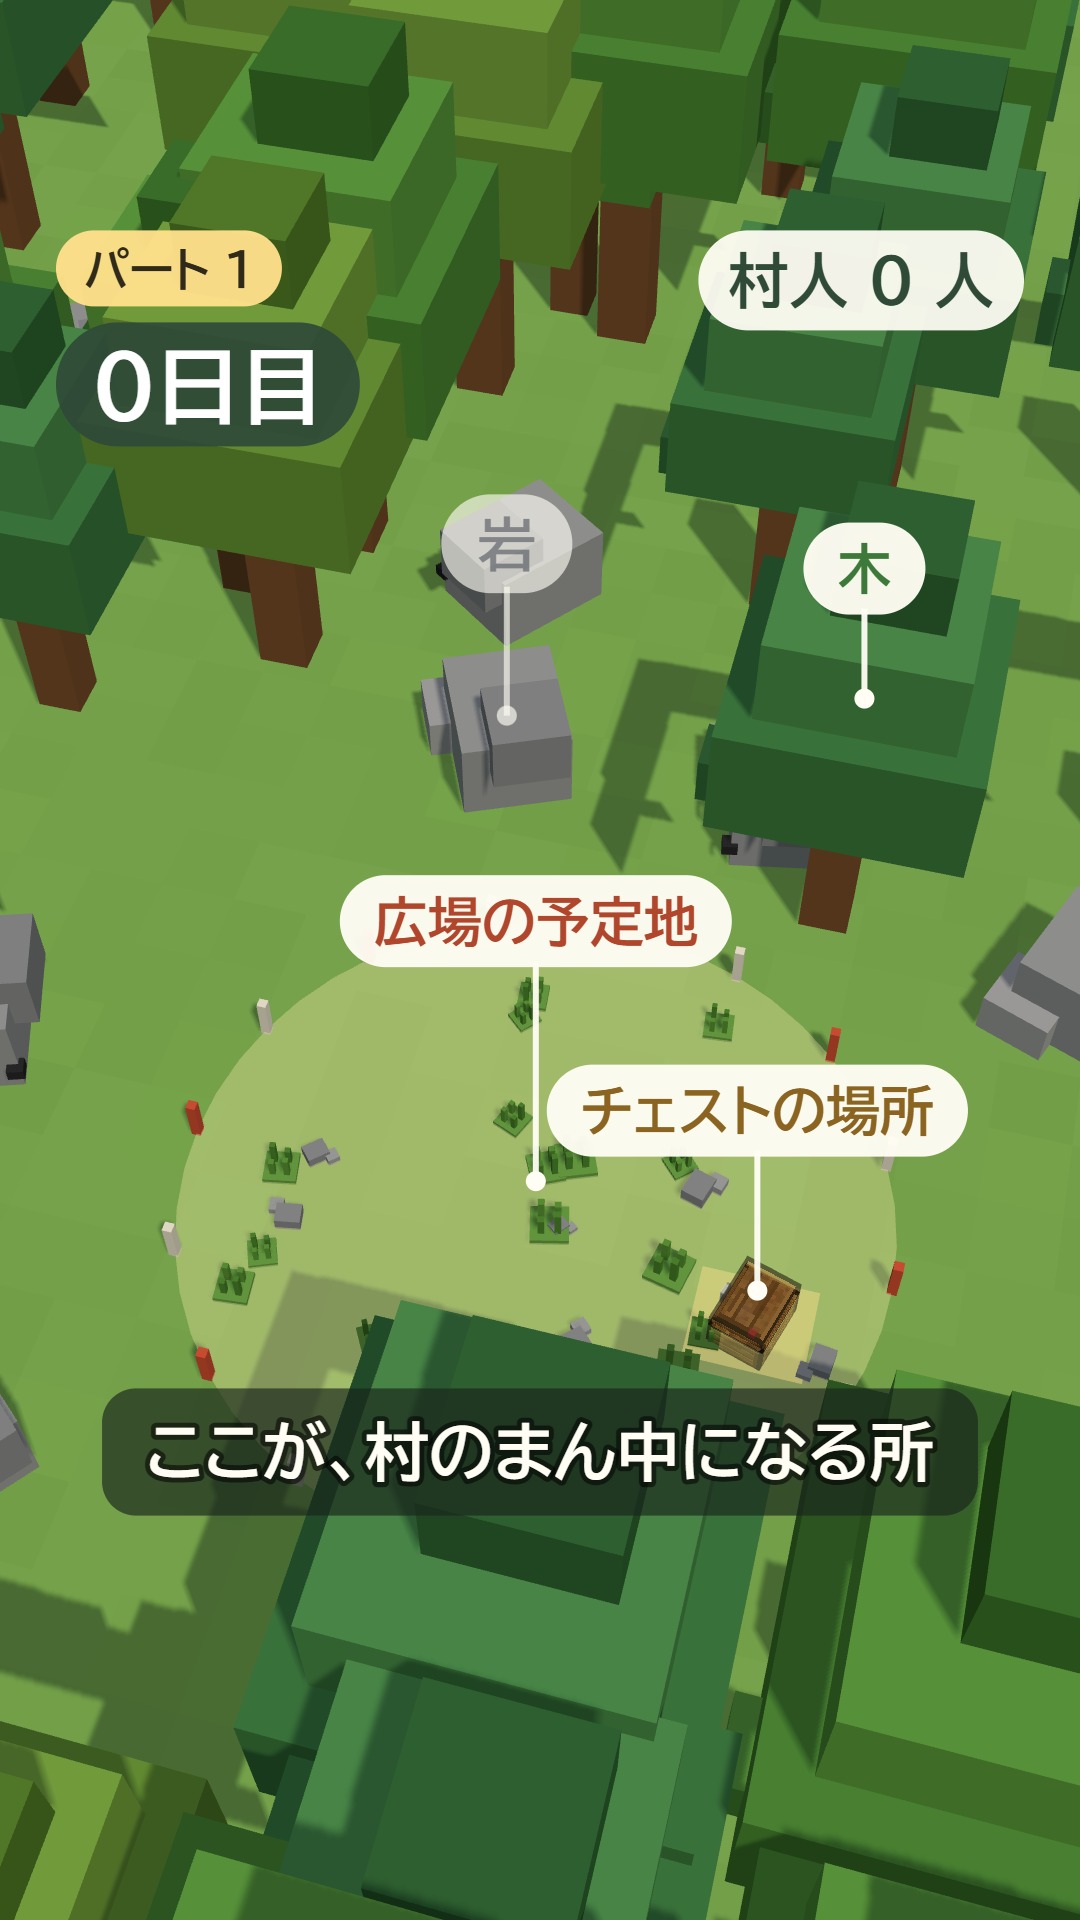 パート 1
村人 0 人
0日目
岩
木
広場の予定地
チェストの場所
ここが、村のまん中になる所